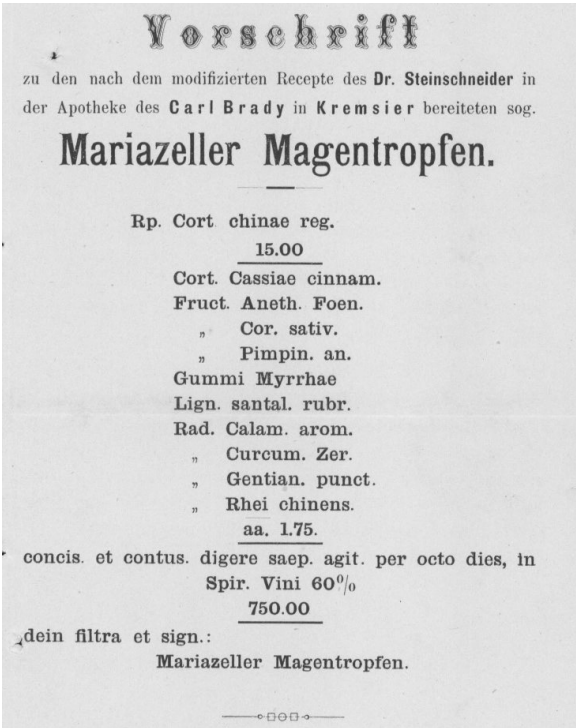 Vorschrift
zu den nach dem modifizierten Recepte des Dr. Steinschneider in
der Apotheke des Carl Brady in Kremsier bereiteten sog.
Mariazeller Magentropfen.
Rp. Cort chinae reg.
15.00
Cort. Cassiae cinnam.
Fruct. Aneth. Foen.
„ Cor. sativ.
„ Pimpin. an.
Gummi Myrrhae
Lign. santal. rubr.
Rad. Calam. arom.
„ Curcum. Zer.
„ Gentian. punct.
„ Rhei chinens.
aa. 1.75.
concis. et contus. digere saep. agit. per octo dies, in
Spir. Vini 60%
750.00
dein filtra et sign.:
Mariazeller Magentropfen.